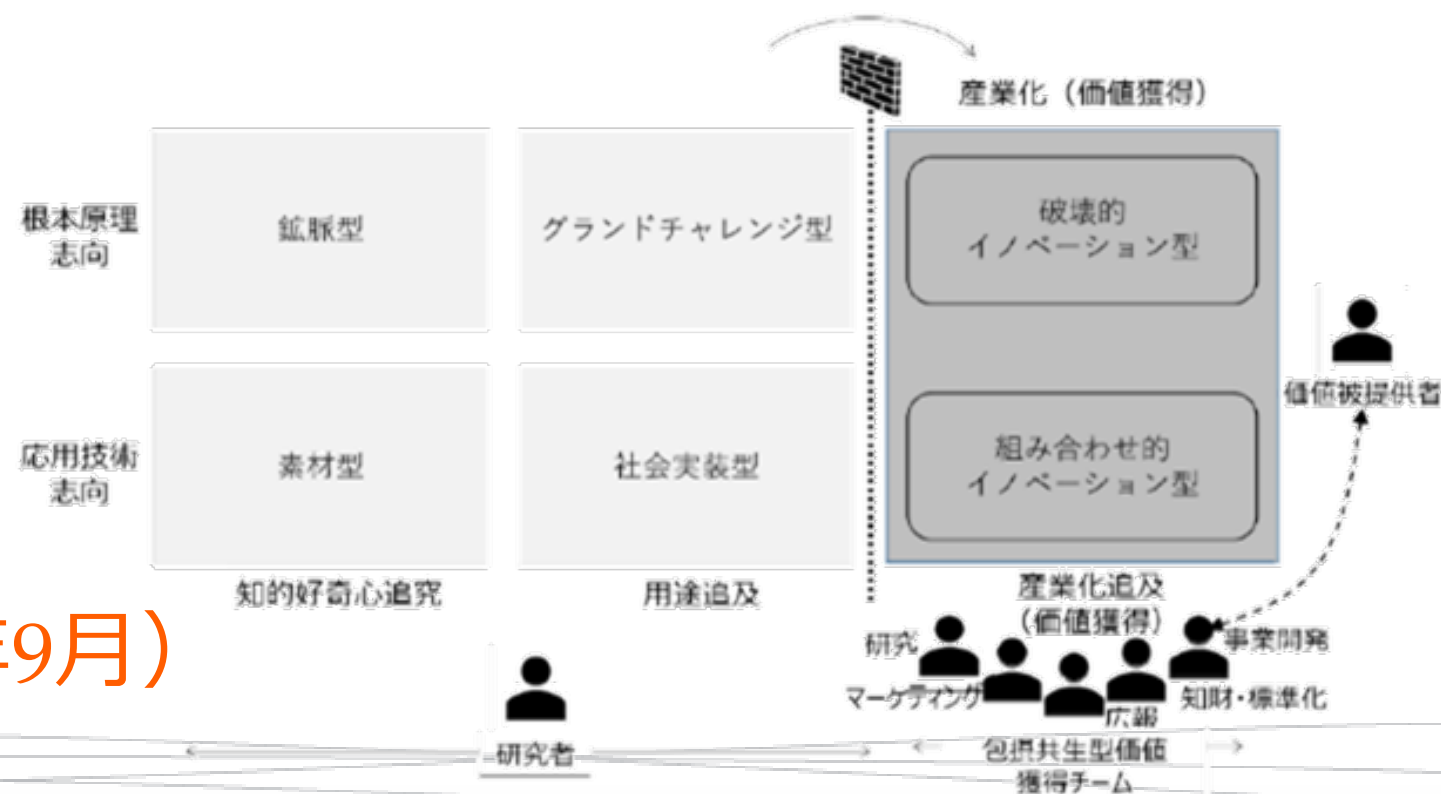 産業化（価値獲得）
根本原理
志向
鉱脈型
グランドチャレンジ型
破壊的
イノベーション型
価値被提供者
応用技術
志向
素材型
社会実装型
組み合わせ的
イノベーション型
知的好奇心追究
用途追及
産業化追及
（価値獲得）
年9月）
研究
事業開発
マーケティング
知財・標準化
広報
研究者
包摂共生型価値
獲得チーム